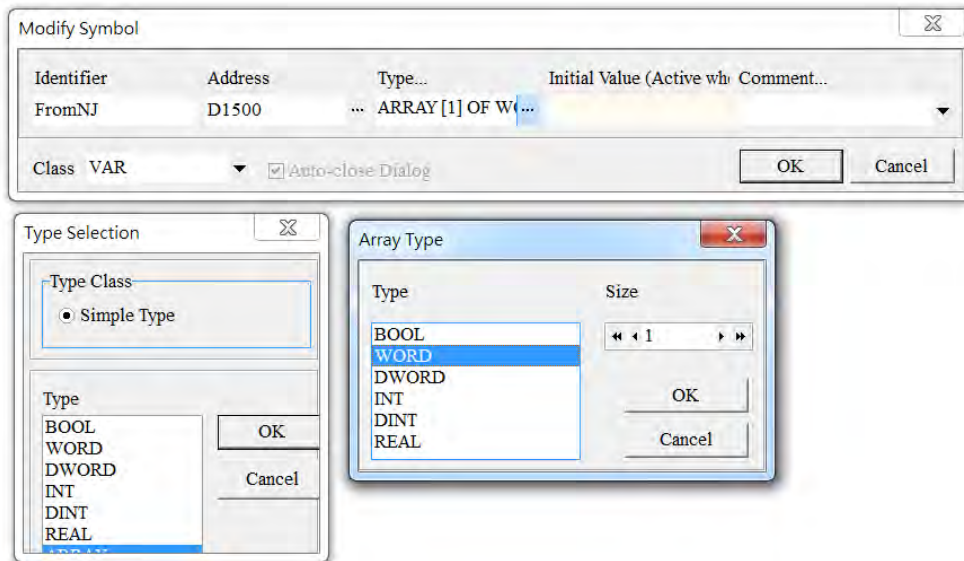 Modify Symbol
Identifier Address Type... Initial Value (Active whe Comment...
FromNJ D1500 ... ARRAY [1] OF W ...
Class VAR Auto-close Dialog OK Cancel
Type Selection
Type Class
Simple Type
Type
BOOL
WORD
DWORD
INT
DINT
REAL
ARRAY
OK
Cancel
Array Type
Type Size
BOOL
WORD
DWORD
INT
DINT
REAL
1
OK
Cancel